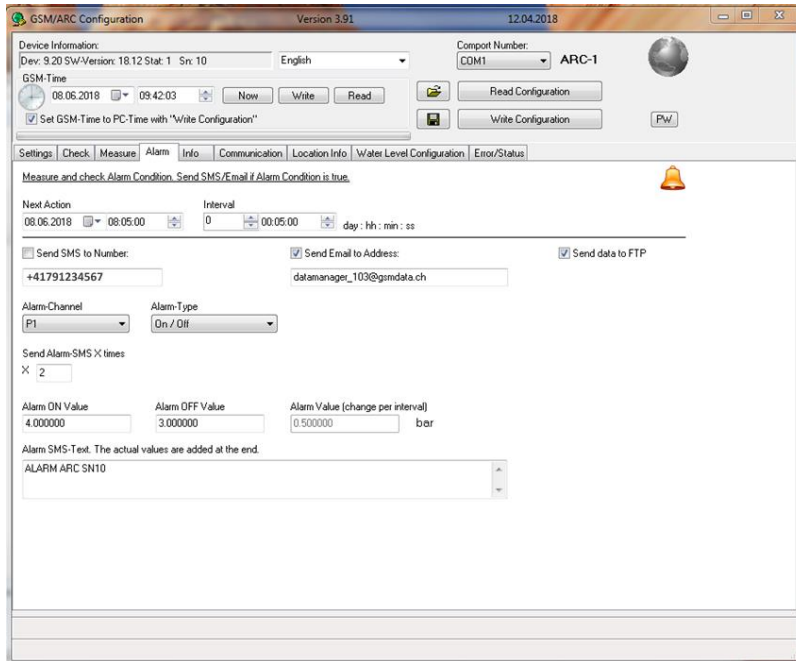 GSM/ARC Configuration Version 3.91 12.04.2018
Device Information: Comport Number:
Dev: 9.20 SW-Version: 18.12 Stat: 1 Sn: 10 English COM1 ARC-1
GSM-Time
08.06.2018 09:42:03 Now Write Read Read Configuration
Set GSM-Time to PC-Time with "Write Configuration" Write Configuration PW
Settings Check Measure Alarm Info Communication Location Info Water Level Configuration Error/Status
Measure and check Alarm Condition. Send SMS/Email if Alarm Condition is true.
Next Action Interval
08.06.2018 08:05:00 0 00:05:00 day : hh : min : ss
Send SMS to Number: Send Email to Address: Send data to FTP
+41791234567 datamanager_103@gsmdata.ch
Alarm-Channel Alarm-Type
P1 On / Off
Send Alarm-SMS X times
X 2
Alarm ON Value Alarm OFF Value Alarm Value (change per interval)
4.000000 3.000000 0.500000 bar
Alarm SMS-Text. The actual values are added at the end.
ALARM ARC SN10